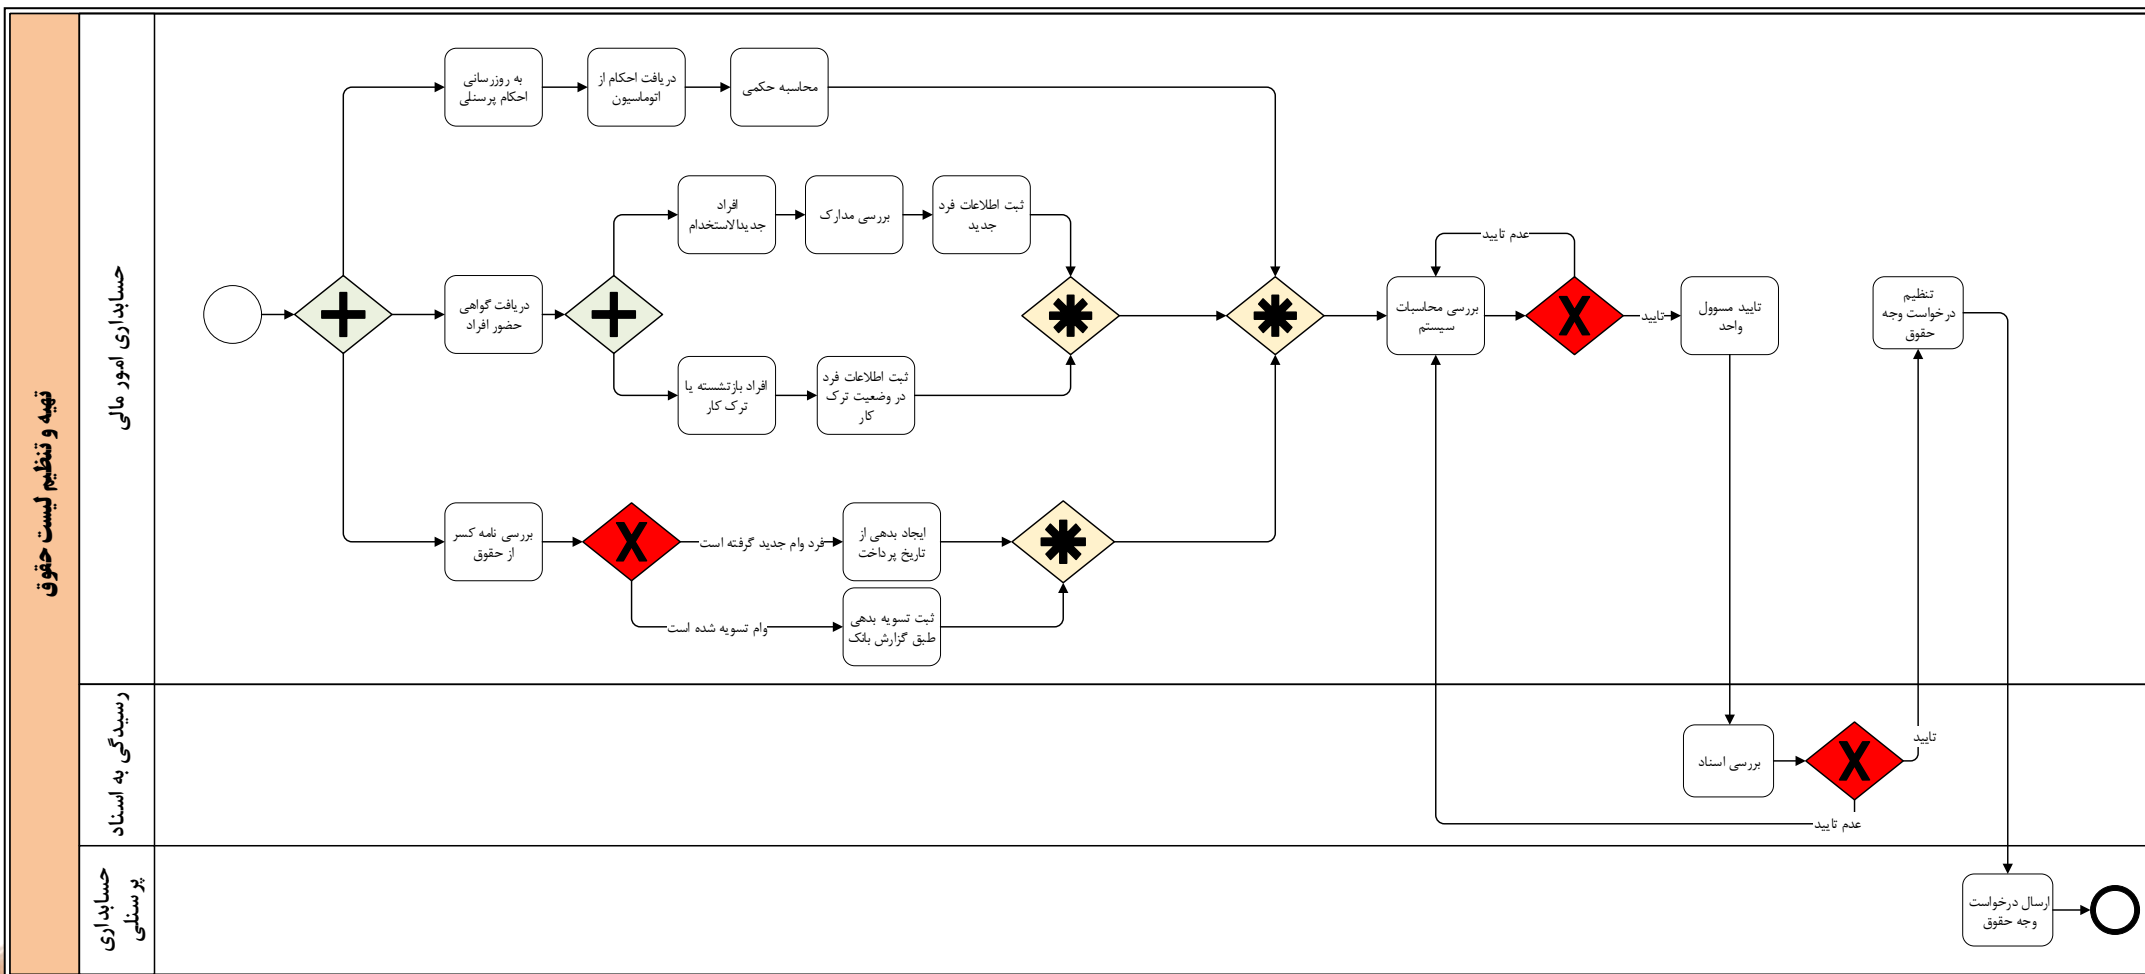 تهیه و تنظیم لیست حقوق
حسابداری امور مالی
به روزرسانی
احکام پرسنلی
دریافت احکام از
اتوماسیون
محاسبه حکمی
افراد
جدیدالاستخدام
بررسی مدارک
ثبت اطلاعات فرد
جدید
دریافت گواهی
حضور افراد
افراد بازنشسته یا
ترک کار
ثبت اطلاعات فرد
در وضعیت ترک
کار
بررسی نامه کسر
از حقوق
فرد وام جدید گرفته است
ایجاد بدهی از
تاریخ پرداخت
وام تسویه شده است
ثبت تسویه بدهی
طبق گزارش بانک
بررسی محاسبات
سیستم
عدم تایید
X
تایید
تایید مسوول
واحد
تنظیم
درخواست وجه
حقوق
X
رسیدگی به اسناد
بررسی اسناد
X
تایید
عدم تایید
حسابداری
پرسنلی
ارسال درخواست
وجه حقوق